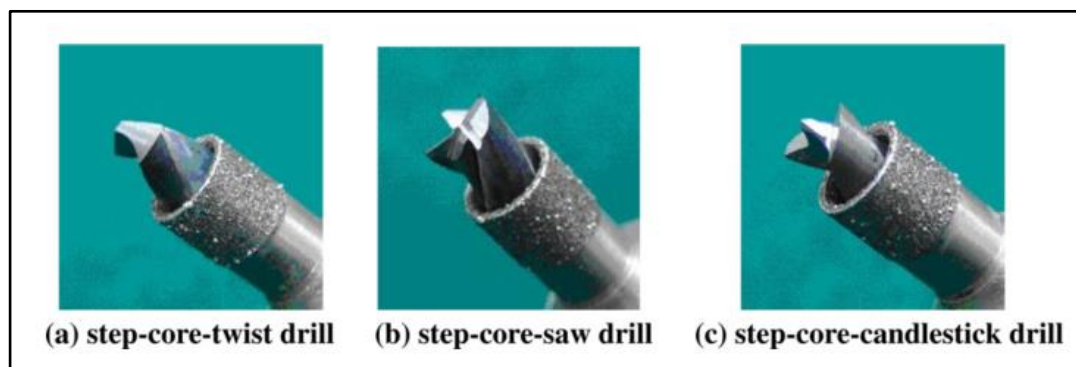 (a) step-core-twist drill
(b) step-core-saw drill
(c) step-core-candlestick drill